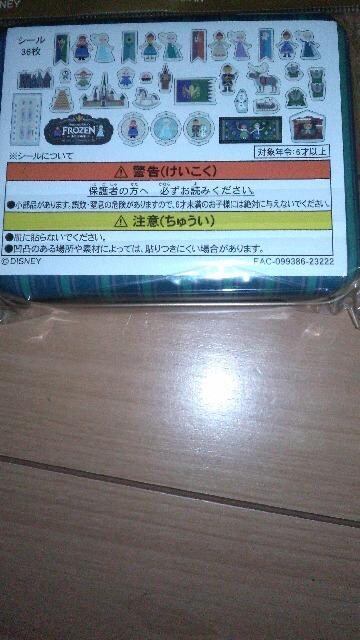 シール
36枚
FROZEN
※シールについて
対象年令:6才以上
⚠ 警告(けいこく)
保護者の方へ 必ずお読みください。
●小部品があります。誤飲・窒息の危険がありますので、6才未満のお子様には絶対に与えないでください。
⚠ 注意(ちゅうい)
●肌に貼らないでください。
●凹凸のある場所や素材によっては、貼りつきにくい場合があります。
©DISNEY
FAC-099386-23222